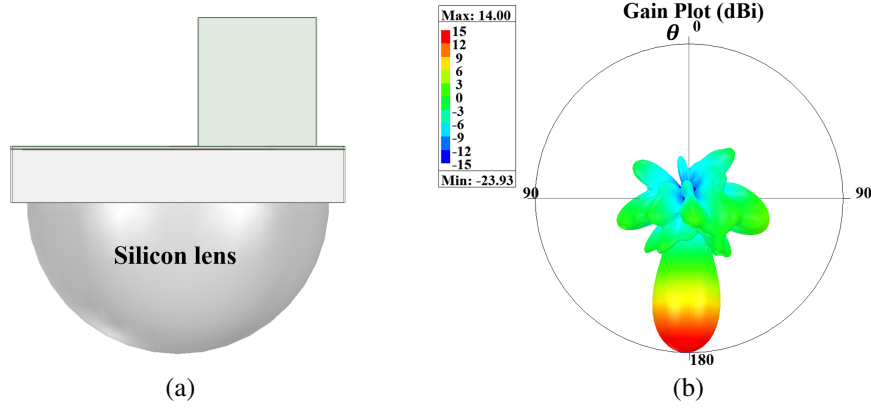 Silicon lens
(a)
Max: 14.00
15
12
9
6
3
0
-3
-6
-9
-12
-15
Min: -23.93
Gain Plot (dBi)
θ 0
90
90
180
(b)